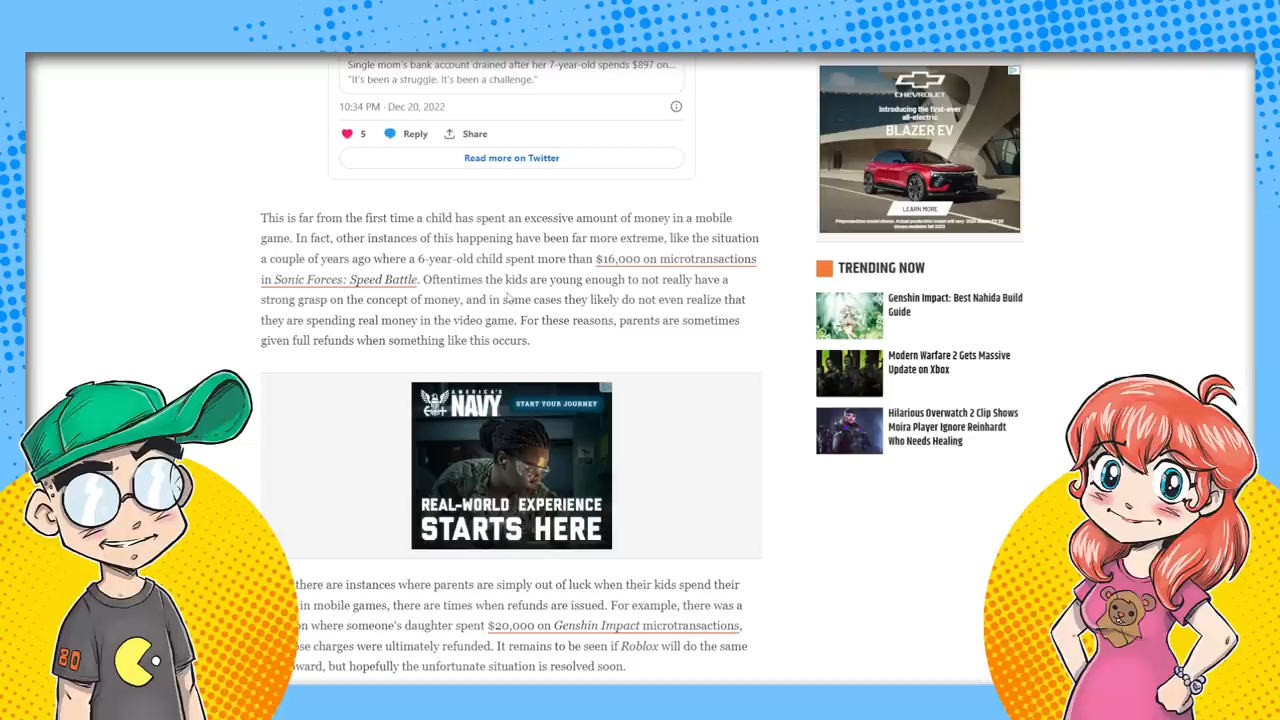 Single mom's bank account drained after her 7-year-old spends $897 on...
"It's been a struggle. It's been a challenge."
10:34 PM · Dec 20, 2022
5 Reply Share
Read more on Twitter
This is far from the first time a child has spent an excessive amount of money in a mobile
game. In fact, other instances of this happening have been far more extreme, like the situation
a couple of years ago where a 6-year-old child spent more than $16,000 on microtransactions
in Sonic Forces: Speed Battle. Oftentimes the kids are young enough to not really have a
strong grasp on the concept of money, and in some cases they likely do not even realize that
they are spending real money in the video game. For these reasons, parents are sometimes
given full refunds when something like this occurs.
AMERICA'S
NAVY
START YOUR JOURNEY
REAL-WORLD EXPERIENCE
STARTS HERE
there are instances where parents are simply out of luck when their kids spend their
in mobile games, there are times when refunds are issued. For example, there was a
on where someone's daughter spent $20,000 on Genshin Impact microtransactions,
se charges were ultimately refunded. It remains to be seen if Roblox will do the same
oward, but hopefully the unfortunate situation is resolved soon.
CHEVROLET
Introducing the first-ever
all-electric
BLAZER EV
LEARN MORE
TRENDING NOW
Genshin Impact: Best Nahida Build
Guide
Modern Warfare 2 Gets Massive
Update on Xbox
Hilarious Overwatch 2 Clip Shows
Moira Player Ignore Reinhardt
Who Needs Healing
80